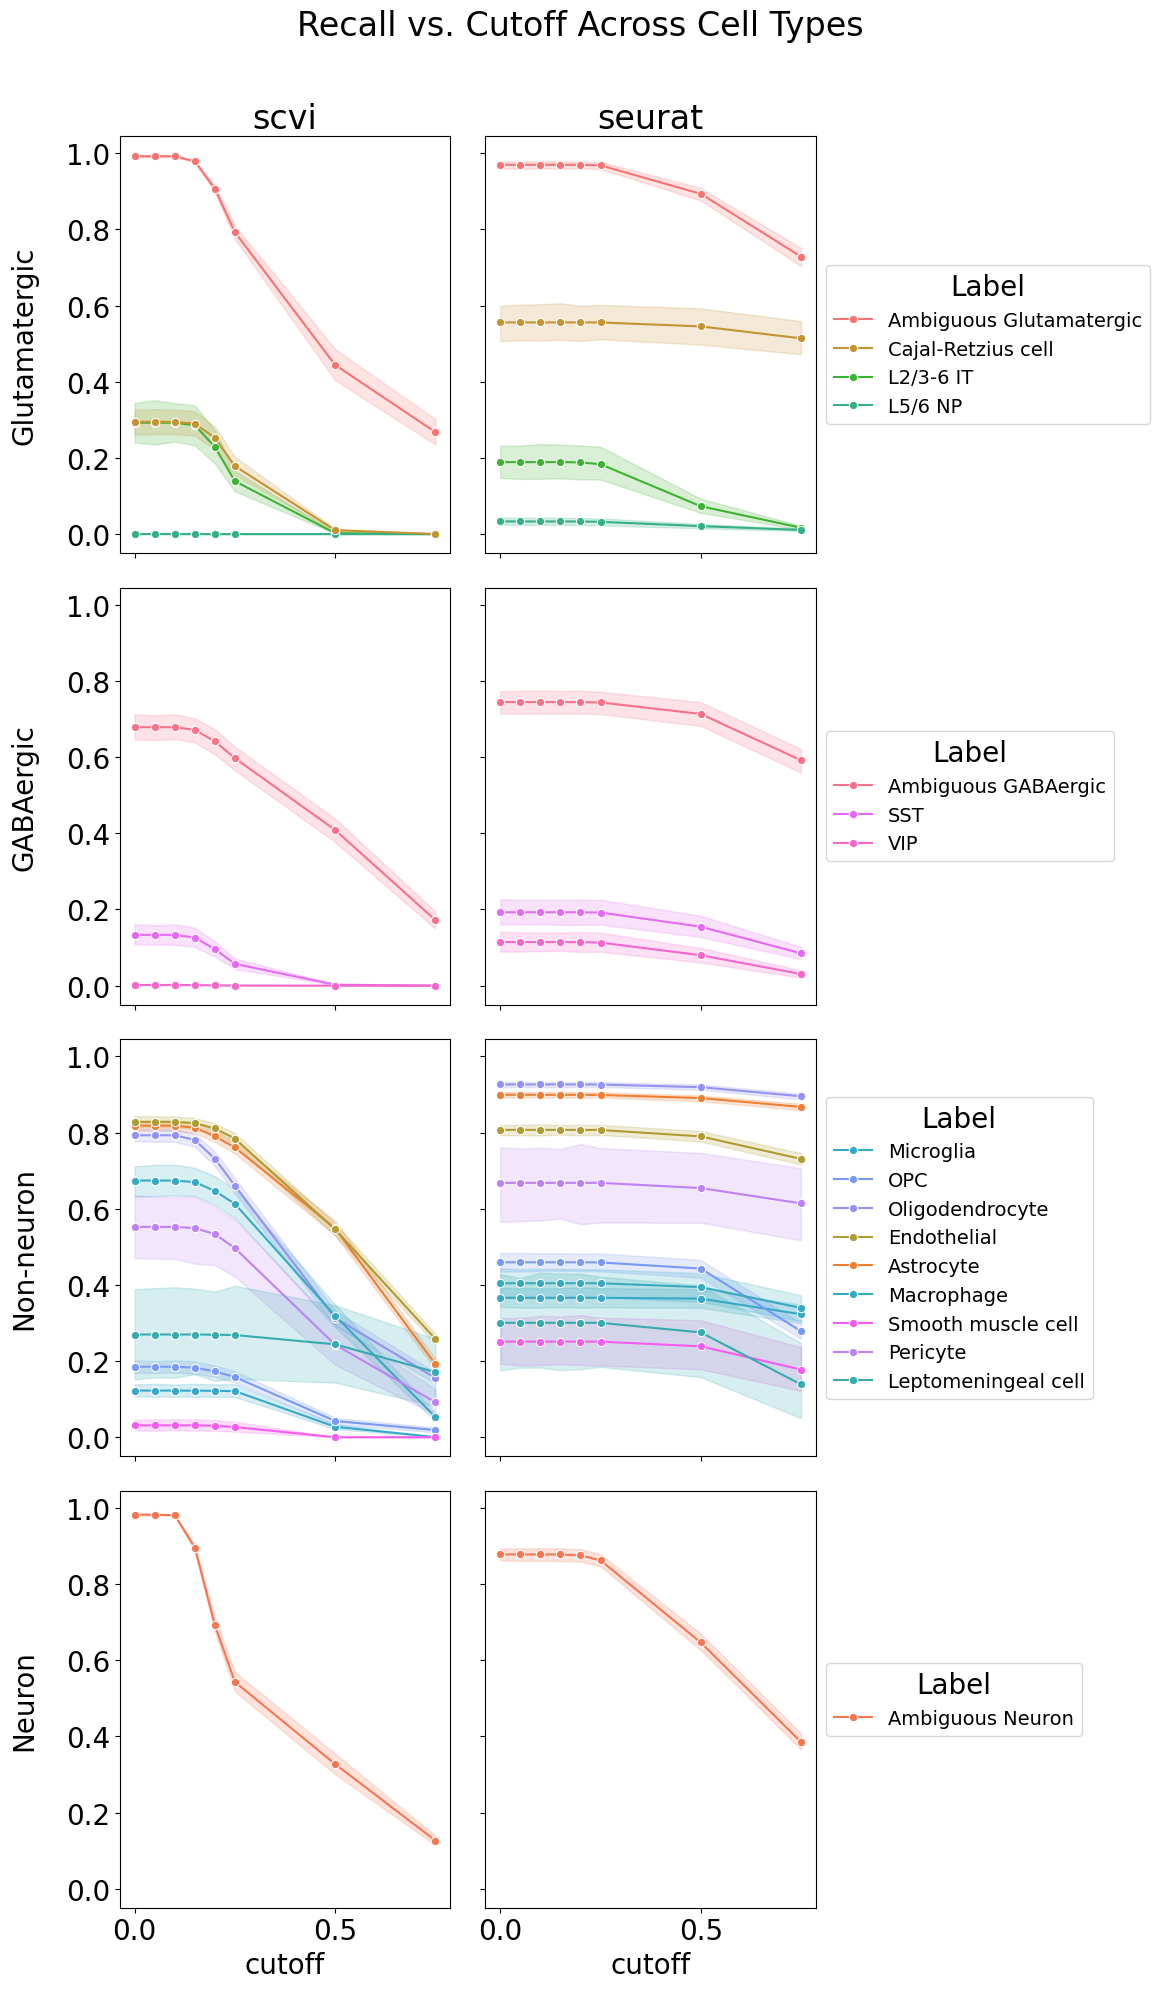 Recall vs. Cutoff Across Cell Types
scvi
seurat
Glutamatergic
1.0
0.8
0.6
0.4
0.2
0.0
Label
Ambiguous Glutamatergic
Cajal-Retzius cell
L2/3-6 IT
L5/6 NP
GABAergic
1.0
0.8
0.6
0.4
0.2
0.0
Label
Ambiguous GABAergic
SST
VIP
Non-neuron
1.0
0.8
0.6
0.4
0.2
0.0
Label
Microglia
OPC
Oligodendrocyte
Endothelial
Astrocyte
Macrophage
Smooth muscle cell
Pericyte
Leptomeningeal cell
Neuron
1.0
0.8
0.6
0.4
0.2
0.0
Label
Ambiguous Neuron
0.0 0.5
cutoff
0.0 0.5
cutoff